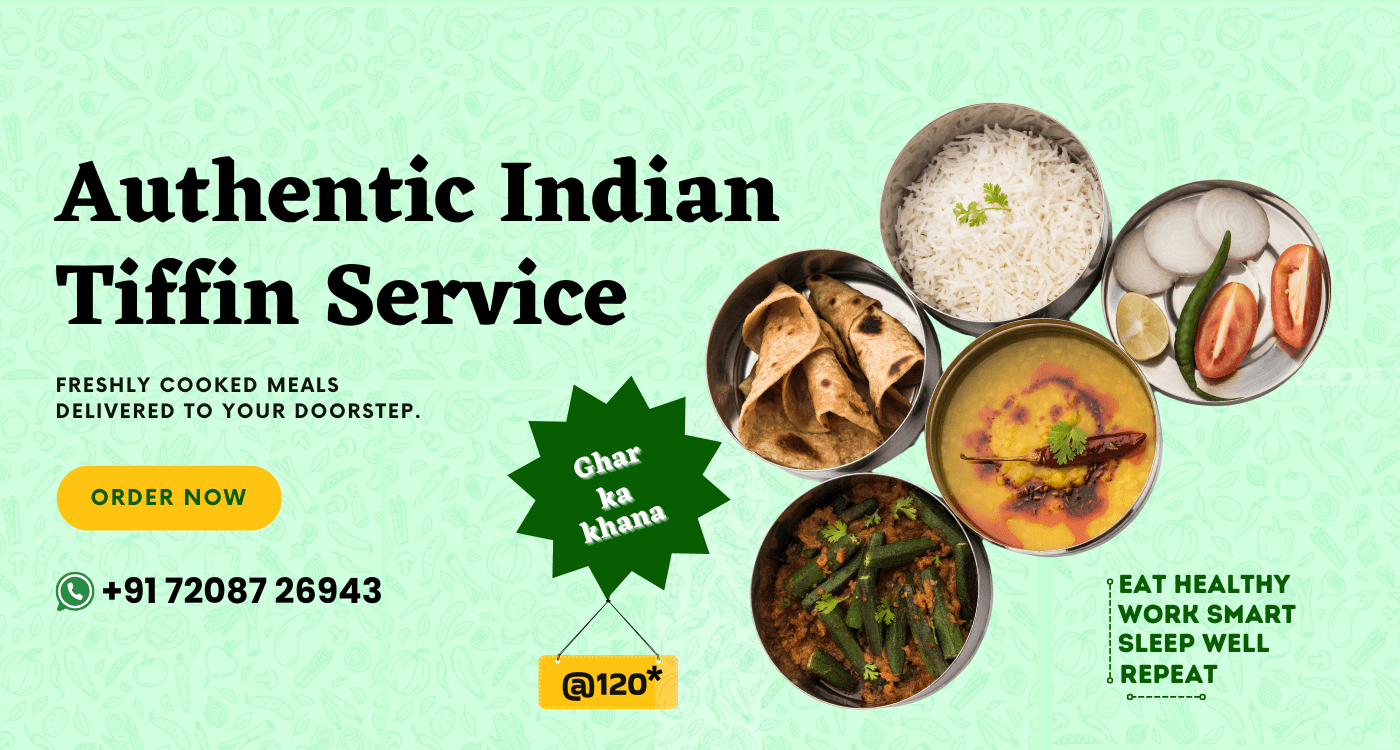 Authentic Indian
Tiffin Service
FRESHLY COOKED MEALS
DELIVERED TO YOUR DOORSTEP.
ORDER NOW
+91 72087 26943
Ghar
ka
khana
@120*
EAT HEALTHY
WORK SMART
SLEEP WELL
REPEAT